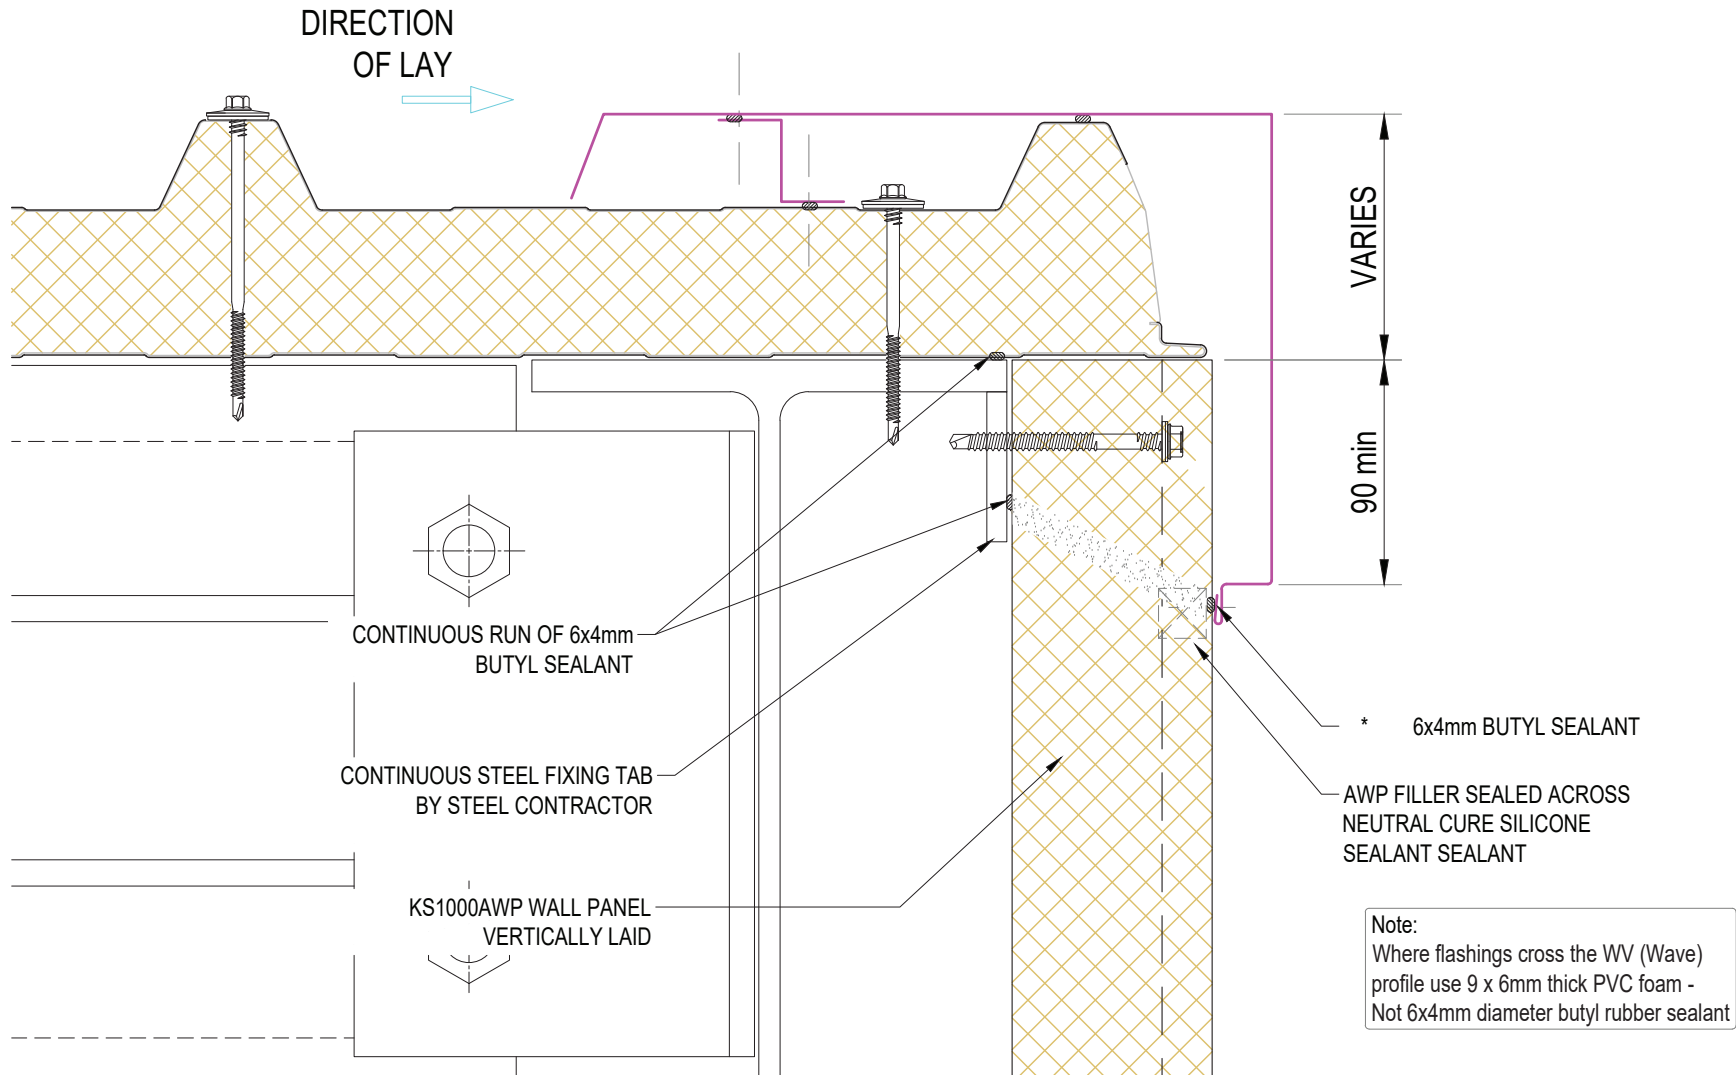 DIRECTION
OF LAY
VARIES
90 min
CONTINUOUS RUN OF 6x4mm
BUTYL SEALANT
CONTINUOUS STEEL FIXING TAB
BY STEEL CONTRACTOR
KS1000AWP WALL PANEL
VERTICALLY LAID
* 6x4mm BUTYL SEALANT
AWP FILLER SEALED ACROSS
NEUTRAL CURE SILICONE
SEALANT SEALANT
Note:
Where flashings cross the WV (Wave)
profile use 9 x 6mm thick PVC foam -
Not 6x4mm diameter butyl rubber sealant